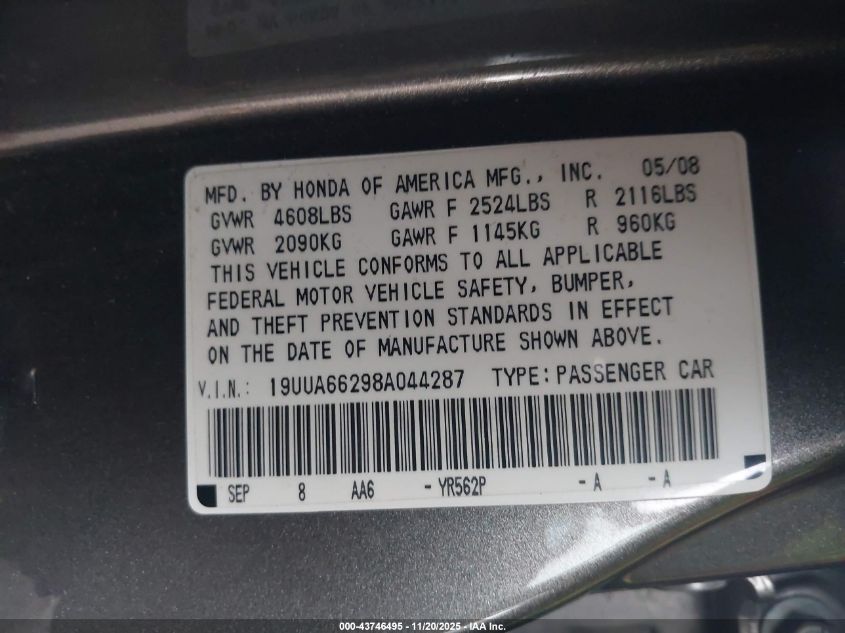 MFD. BY HONDA OF AMERICA MFG., INC. 05/08
GVWR 4608LBS GAWR F 2524LBS R 2116LBS
GVWR 2090KG GAWR F 1145KG R 960KG
THIS VEHICLE CONFORMS TO ALL APPLICABLE
FEDERAL MOTOR VEHICLE SAFETY, BUMPER,
AND THEFT PREVENTION STANDARDS IN EFFECT
ON THE DATE OF MANUFACTURE SHOWN ABOVE.
V.I.N.: 19UUA66298A044287 TYPE: PASSENGER CAR
SEP 8 AA6 - YR562P - A - A
000-43746495 - 11/20/2025 - IAA Inc.